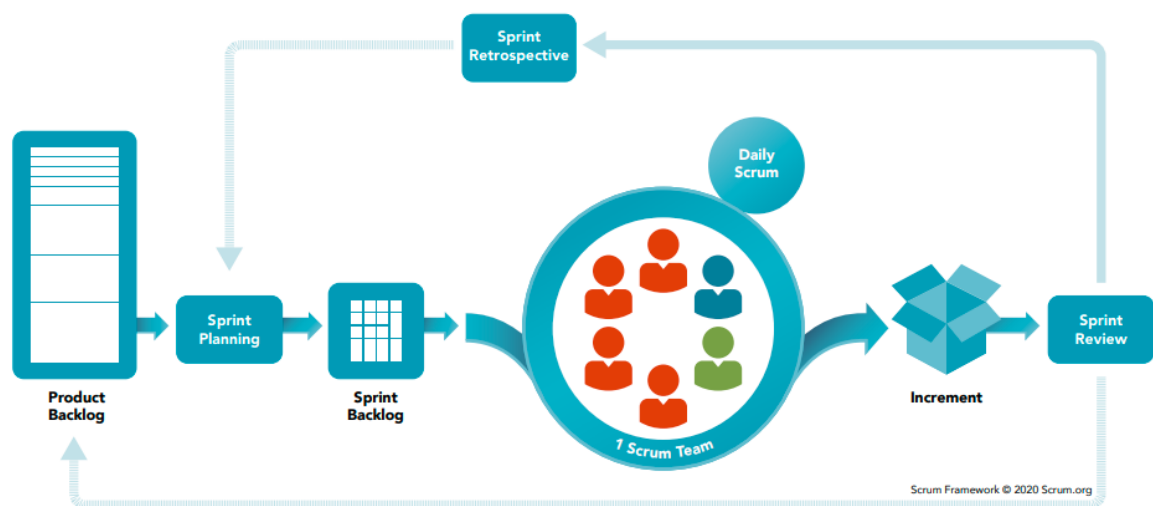 Sprint
Retrospective
Daily
Scrum
Sprint
Planning
Sprint
Review
Product
Backlog
Sprint
Backlog
Increment
1 Scrum Team
Scrum Framework © 2020 Scrum.org